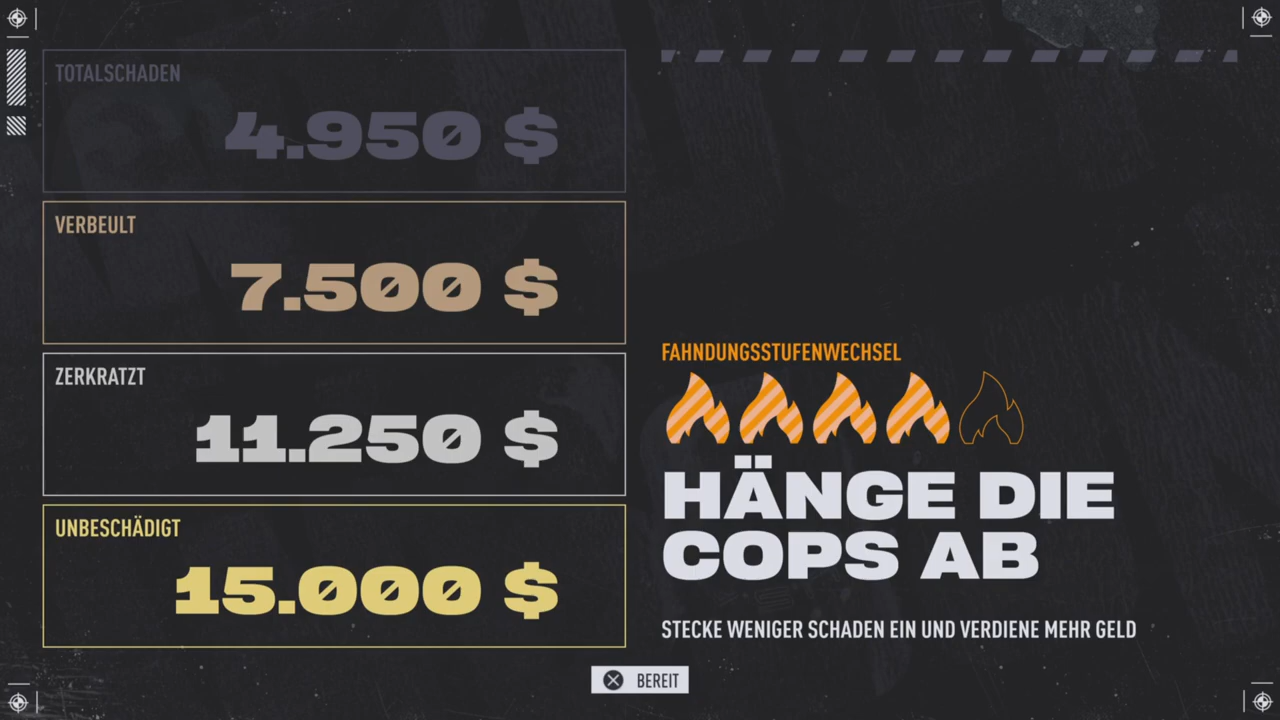 TOTALSCHADEN
4.950 $
VERBEULT
7.500 $
ZERKRATZT
11.250 $
UNBESCHÄDIGT
15.000 $
FAHNDUNGSSTUFENWECHSEL
HÄNGE DIE
COPS AB
STECKE WENIGER SCHADEN EIN UND VERDIENE MEHR GELD
BEREIT